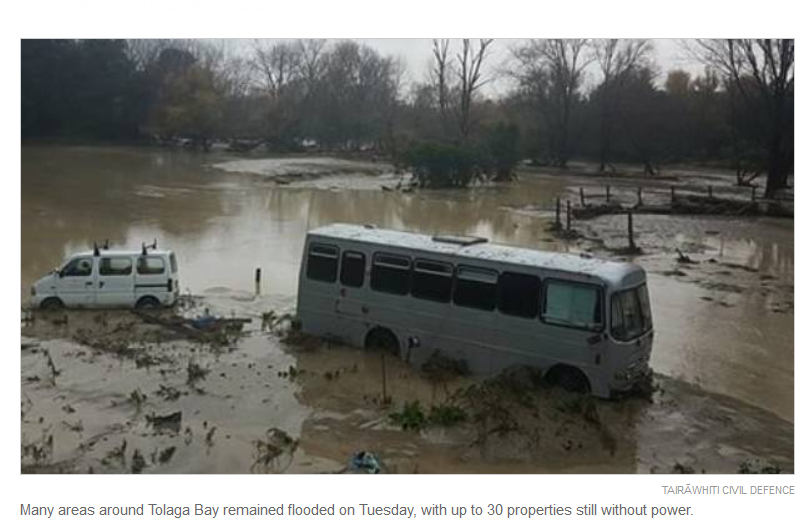 TAIRĀWHITI CIVIL DEFENCE
Many areas around Tolaga Bay remained flooded on Tuesday, with up to 30 properties still without power.